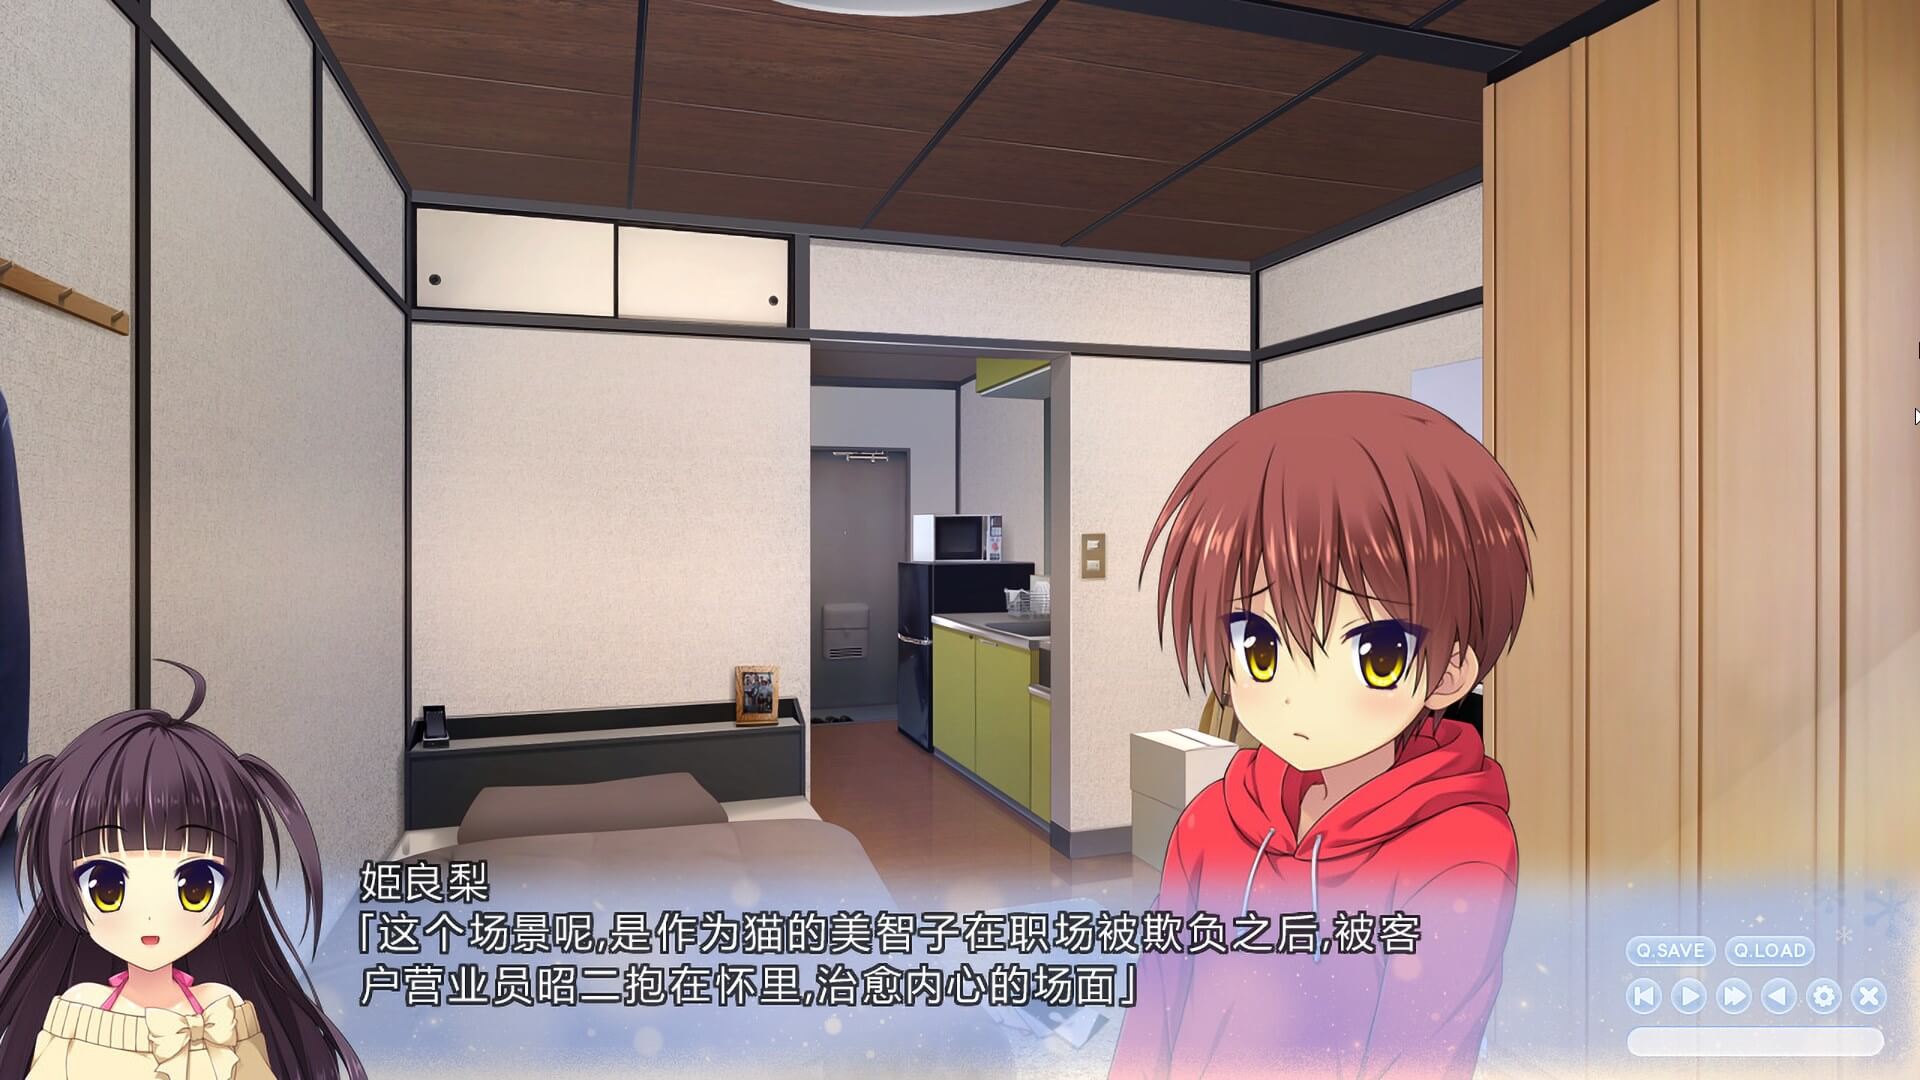 姫良梨
「这个场景呢,是作为猫的美智子在职场被欺负之后,被客
户营业员昭二抱在怀里,治愈内心的场面」
Q.SAVE Q.LOAD